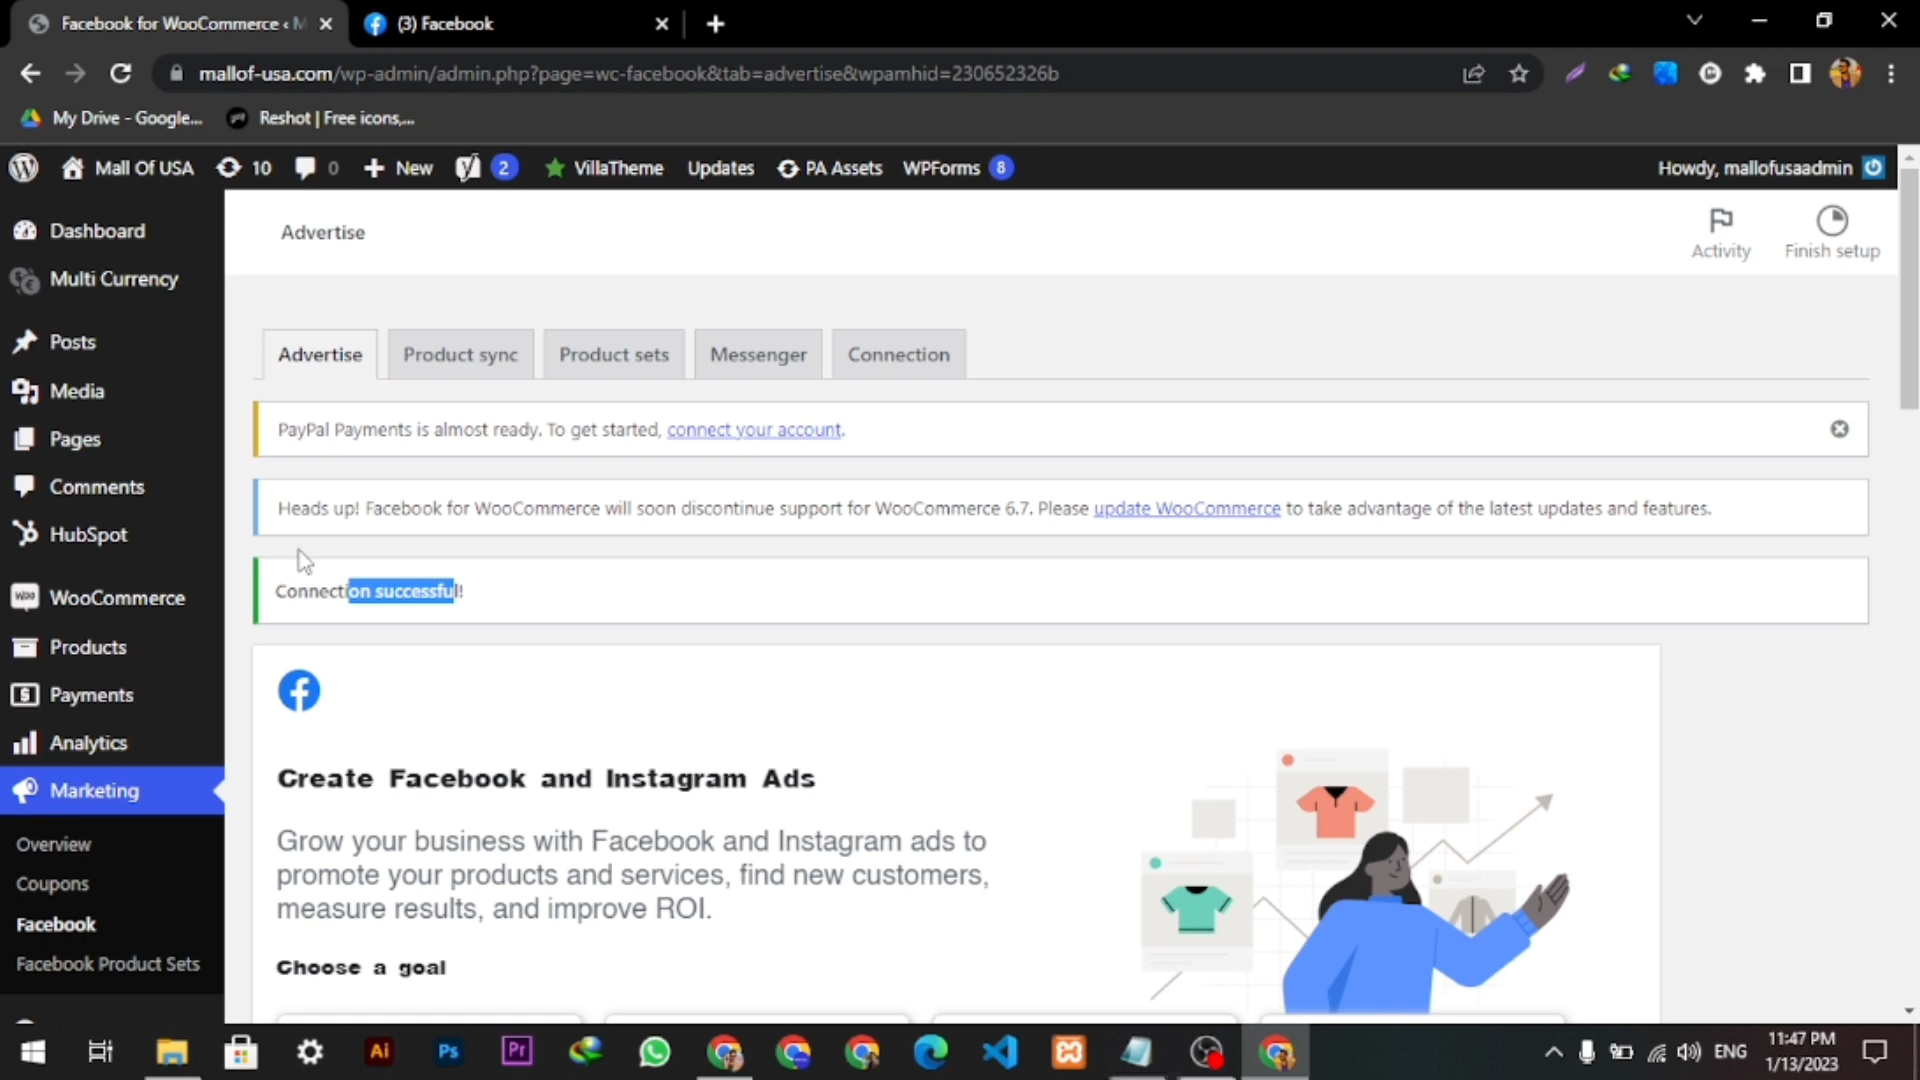 Facebook for WooCommerce ‹ M
(3) Facebook
mallof-usa.com/wp-admin/admin.php?page=wc-facebook&tab=advertise&wpamhid=230652326b
My Drive - Google...
Reshot | Free icons,...
Mall Of USA
10
0
New
2
VillaTheme
Updates
PA Assets
WPForms 8
Howdy, mallofusaadmin
Dashboard
Multi Currency
Posts
Media
Pages
Comments
HubSpot
WooCommerce
Products
Payments
Analytics
Marketing
Overview
Coupons
Facebook
Facebook Product Sets
Advertise
Activity
Finish setup
Advertise
Product sync
Product sets
Messenger
Connection
PayPal Payments is almost ready. To get started, connect your account.
Heads up! Facebook for WooCommerce will soon discontinue support for WooCommerce 6.7. Please update WooCommerce to take advantage of the latest updates and features.
Connection successful!
Create Facebook and Instagram Ads
Grow your business with Facebook and Instagram ads to
promote your products and services, find new customers,
measure results, and improve ROI.
Choose a goal
Ai
Ps
Pr
ENG
11:47 PM
1/13/2023